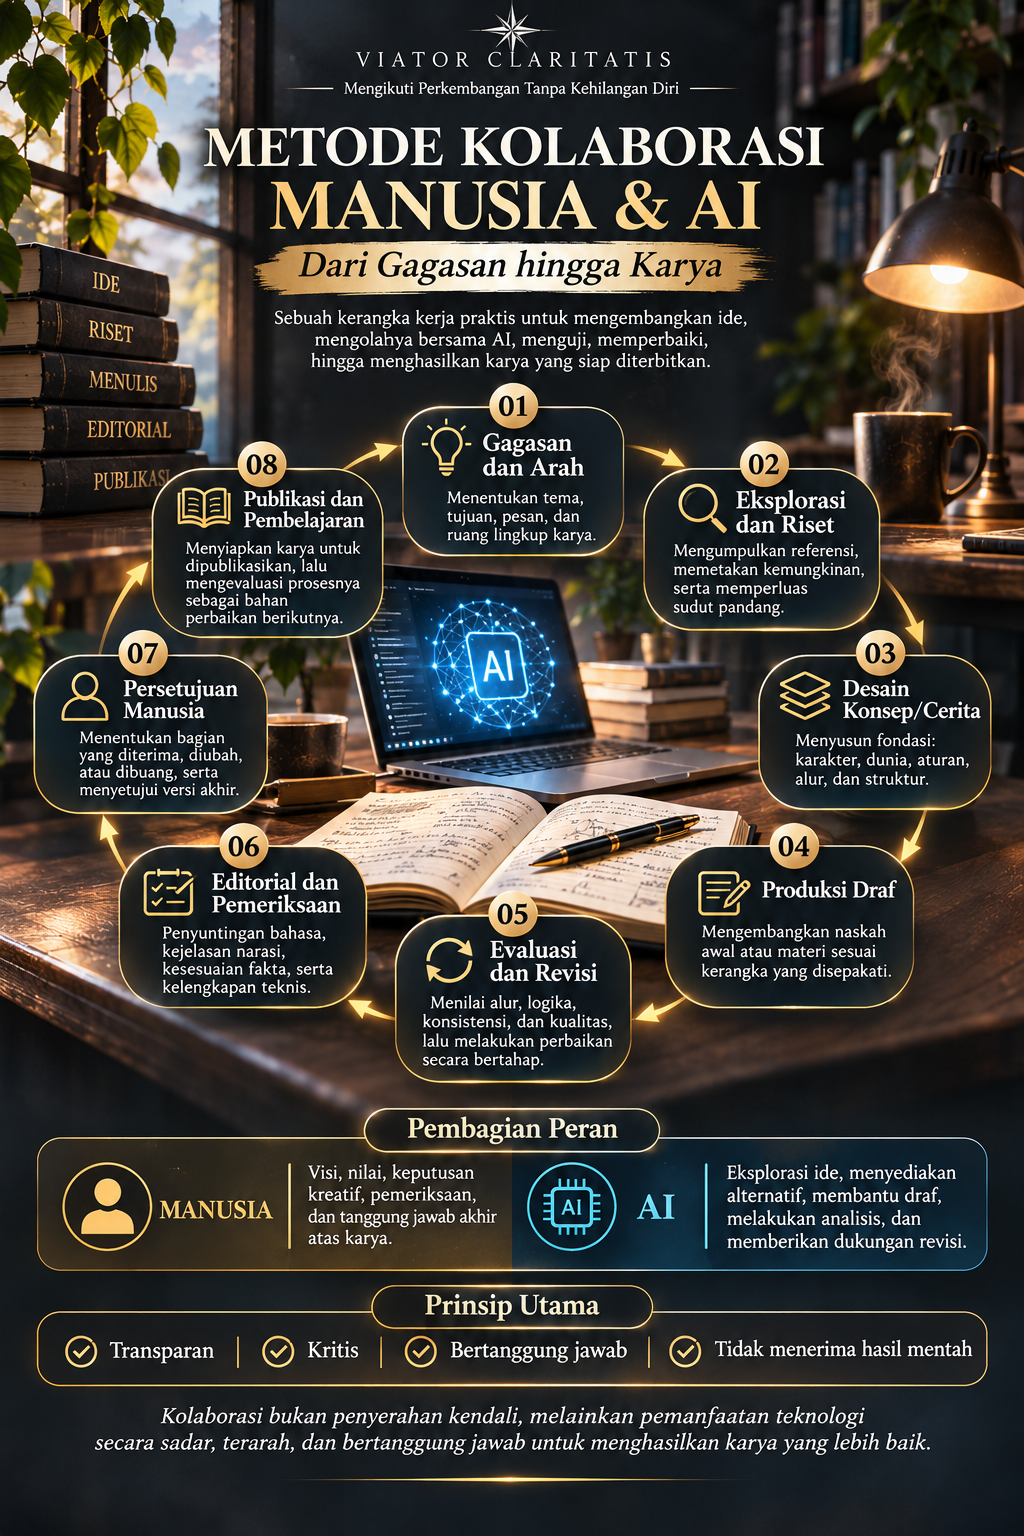 VIATOR CLARITATIS
Mengikuti Perkembangan Tanpa Kehilangan Diri
METODE KOLABORASI
MANUSIA & AI
Dari Gagasan hingga Karya
Sebuah kerangka kerja praktis untuk mengembangkan ide,
mengolahnya bersama AI, menguji, memperbaiki,
hingga menghasilkan karya yang siap diterbitkan.
IDE
RISET
MENULIS
EDITORIAL
PUBLIKASI
01
Gagasan
dan Arah
Menentukan tema,
tujuan, pesan, dan
ruang lingkup karya.
02
Eksplorasi
dan Riset
Mengumpulkan referensi,
memetakan kemungkinan,
serta memperluas
sudut pandang.
03
Desain
Konsep/Cerita
Menyusun fondasi:
karakter, dunia, aturan,
alur, dan struktur.
04
Produksi Draf
Mengembangkan naskah
awal atau materi sesuai
kerangka yang disepakati.
05
Evaluasi
dan Revisi
Menilai alur, logika,
konsistensi, dan kualitas,
lalu melakukan perbaikan
secara bertahap.
06
Editorial dan
Pemeriksaan
Penyuntingan bahasa,
kejelasan narasi,
kesesuaian fakta, serta
kelengkapan teknis.
07
Persetujuan
Manusia
Menentukan bagian
yang diterima, diubah,
atau dibuang, serta
menyetujui versi akhir.
08
Publikasi dan
Pembelajaran
Menyiapkan karya untuk
dipublikasikan, lalu
mengevaluasi prosesnya
sebagai bahan
perbaikan berikutnya.
AI
Pembagian Peran
MANUSIA
Visi, nilai, keputusan
kreatif, pemeriksaan,
dan tanggung jawab akhir
atas karya.
AI
AI
Eksplorasi ide, menyediakan
alternatif, membantu draf,
melakukan analisis, dan
memberikan dukungan revisi.
Prinsip Utama
Transparan
Kritis
Bertanggung jawab
Tidak menerima hasil mentah
Kolaborasi bukan penyerahan kendali, melainkan pemanfaatan teknologi
secara sadar, terarah, dan bertanggung jawab untuk menghasilkan karya yang lebih baik.